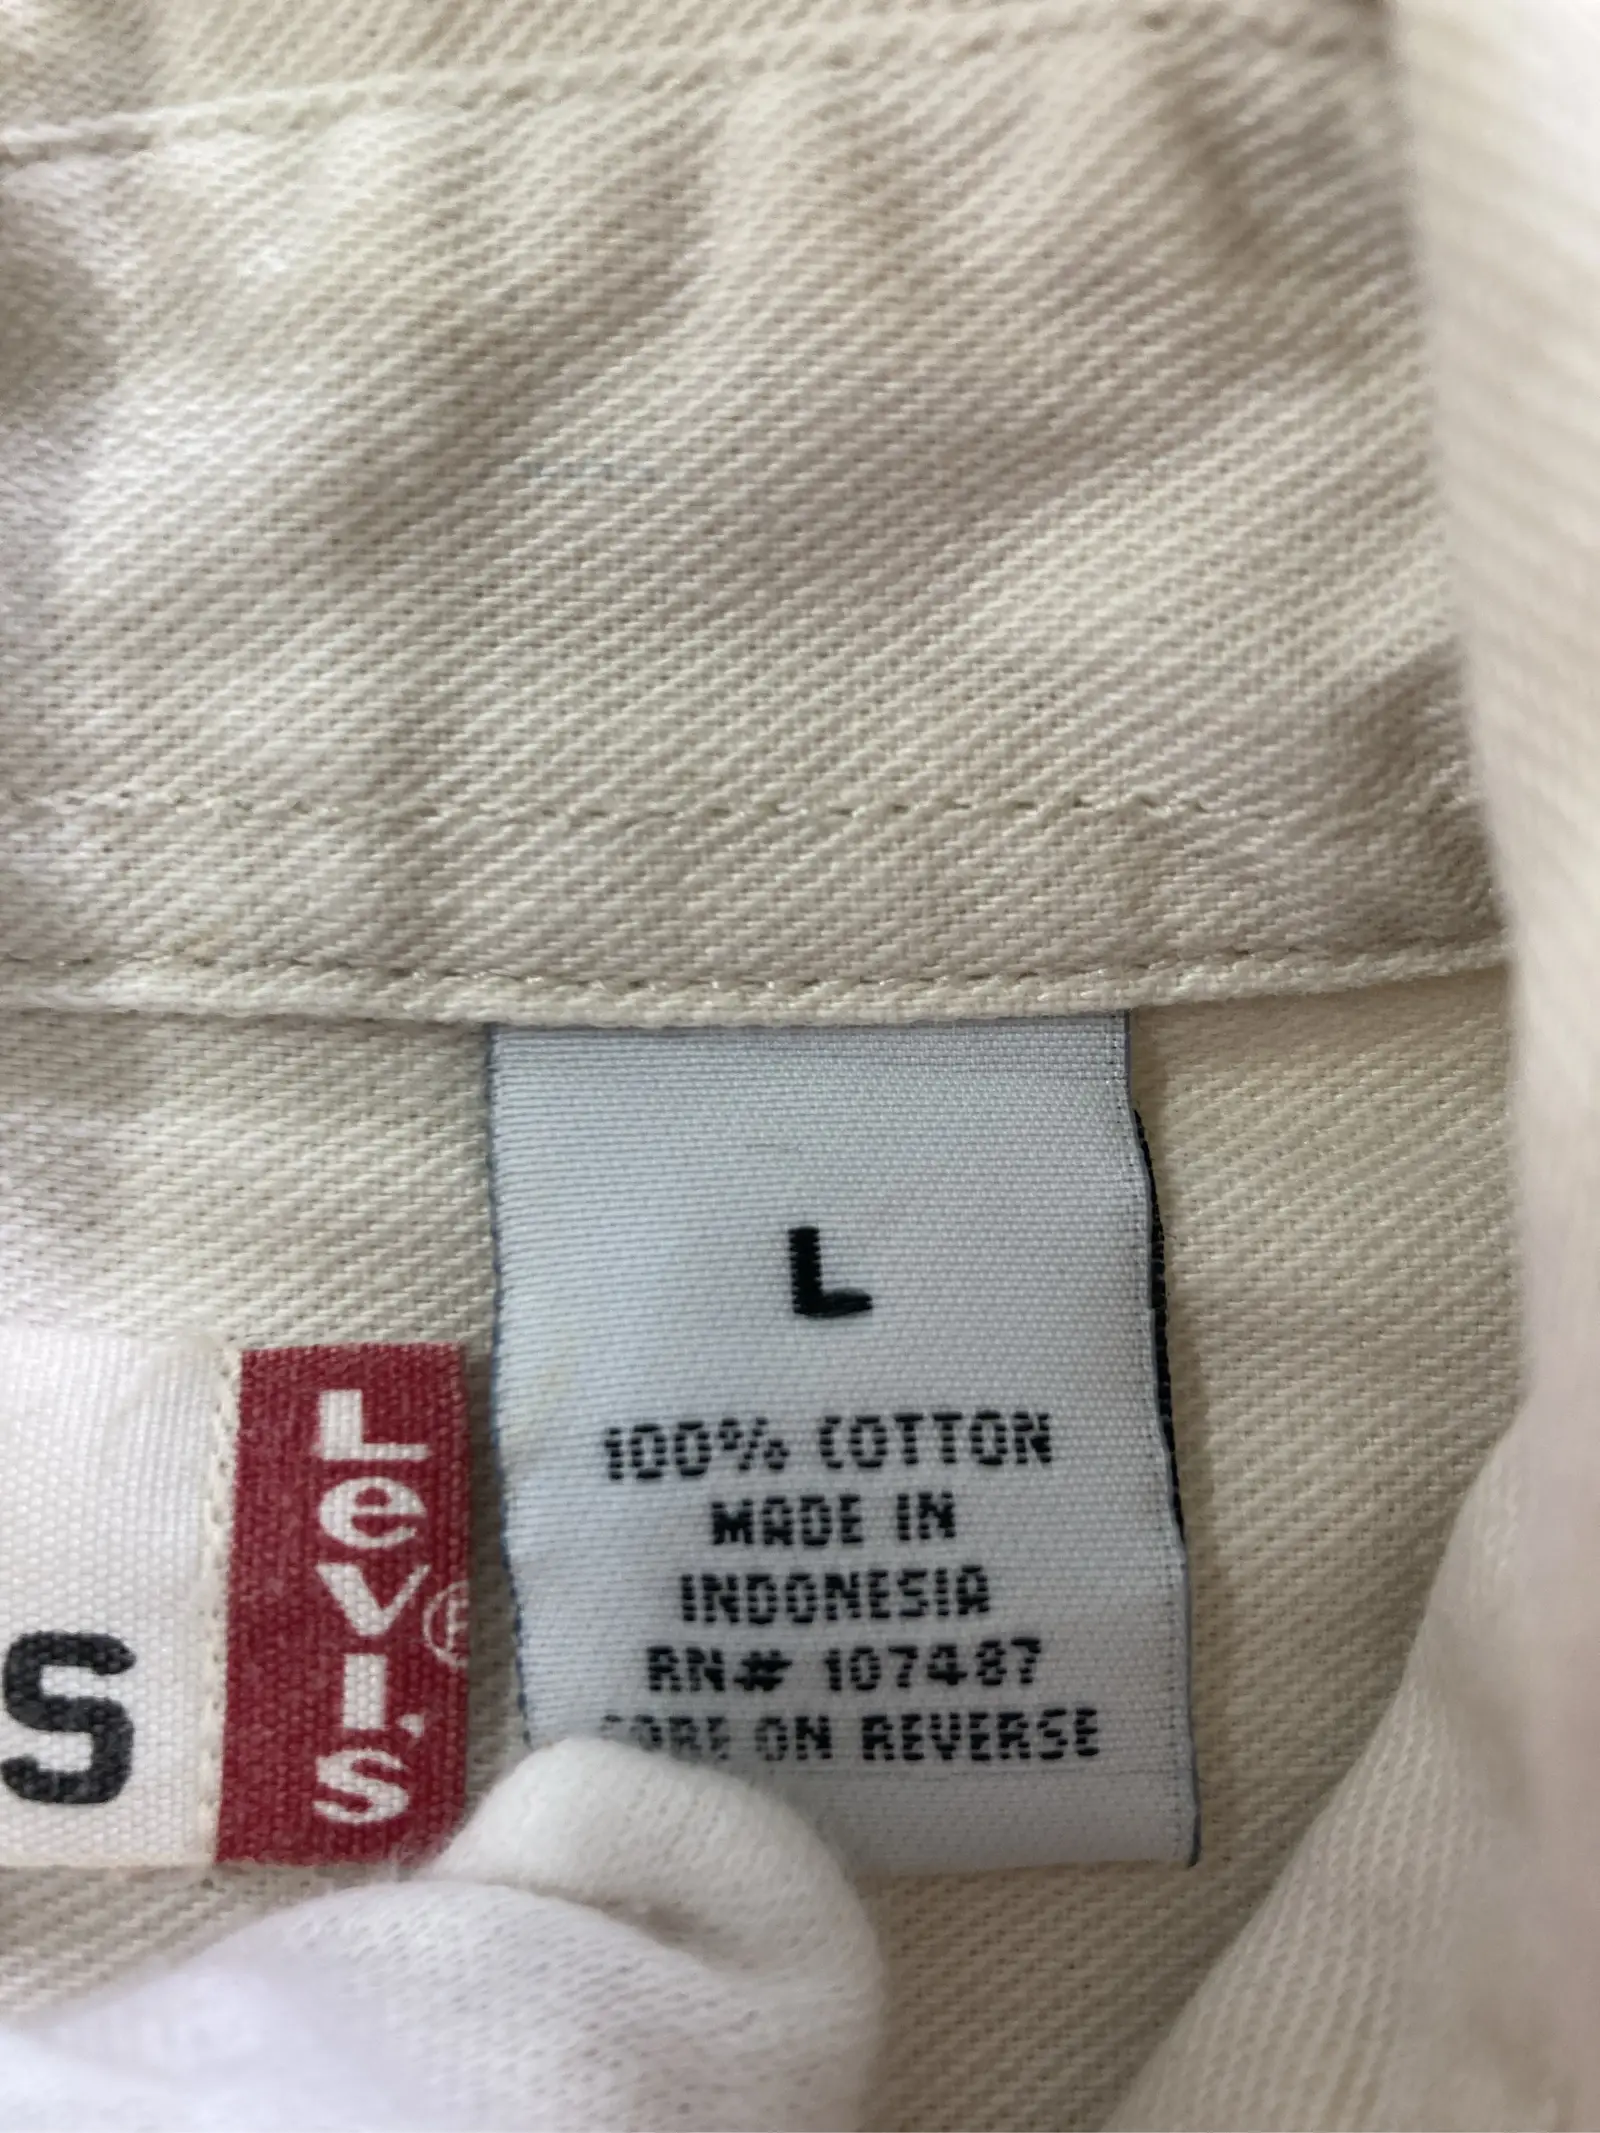 L
100% COTTON
MADE IN
INDONESIA
RN# 107487
ON REVERSE
Levi's
®
S